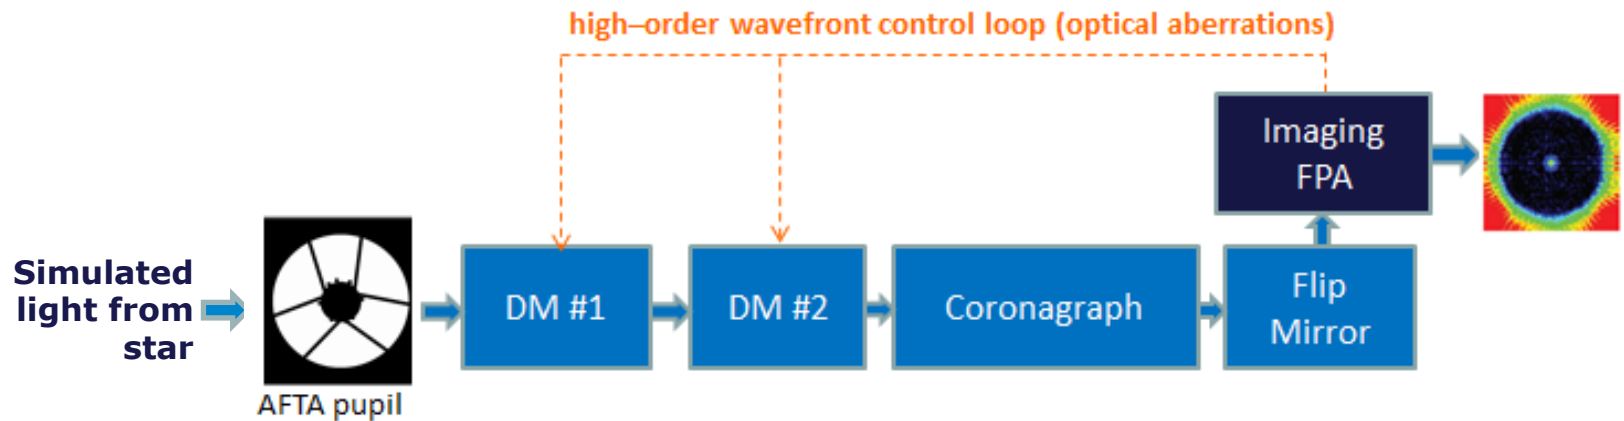 high–order wavefront control loop (optical aberrations)
Imaging
FPA
Simulated
light from
star
AFTA pupil
DM #1
DM #2
Coronagraph
Flip
Mirror